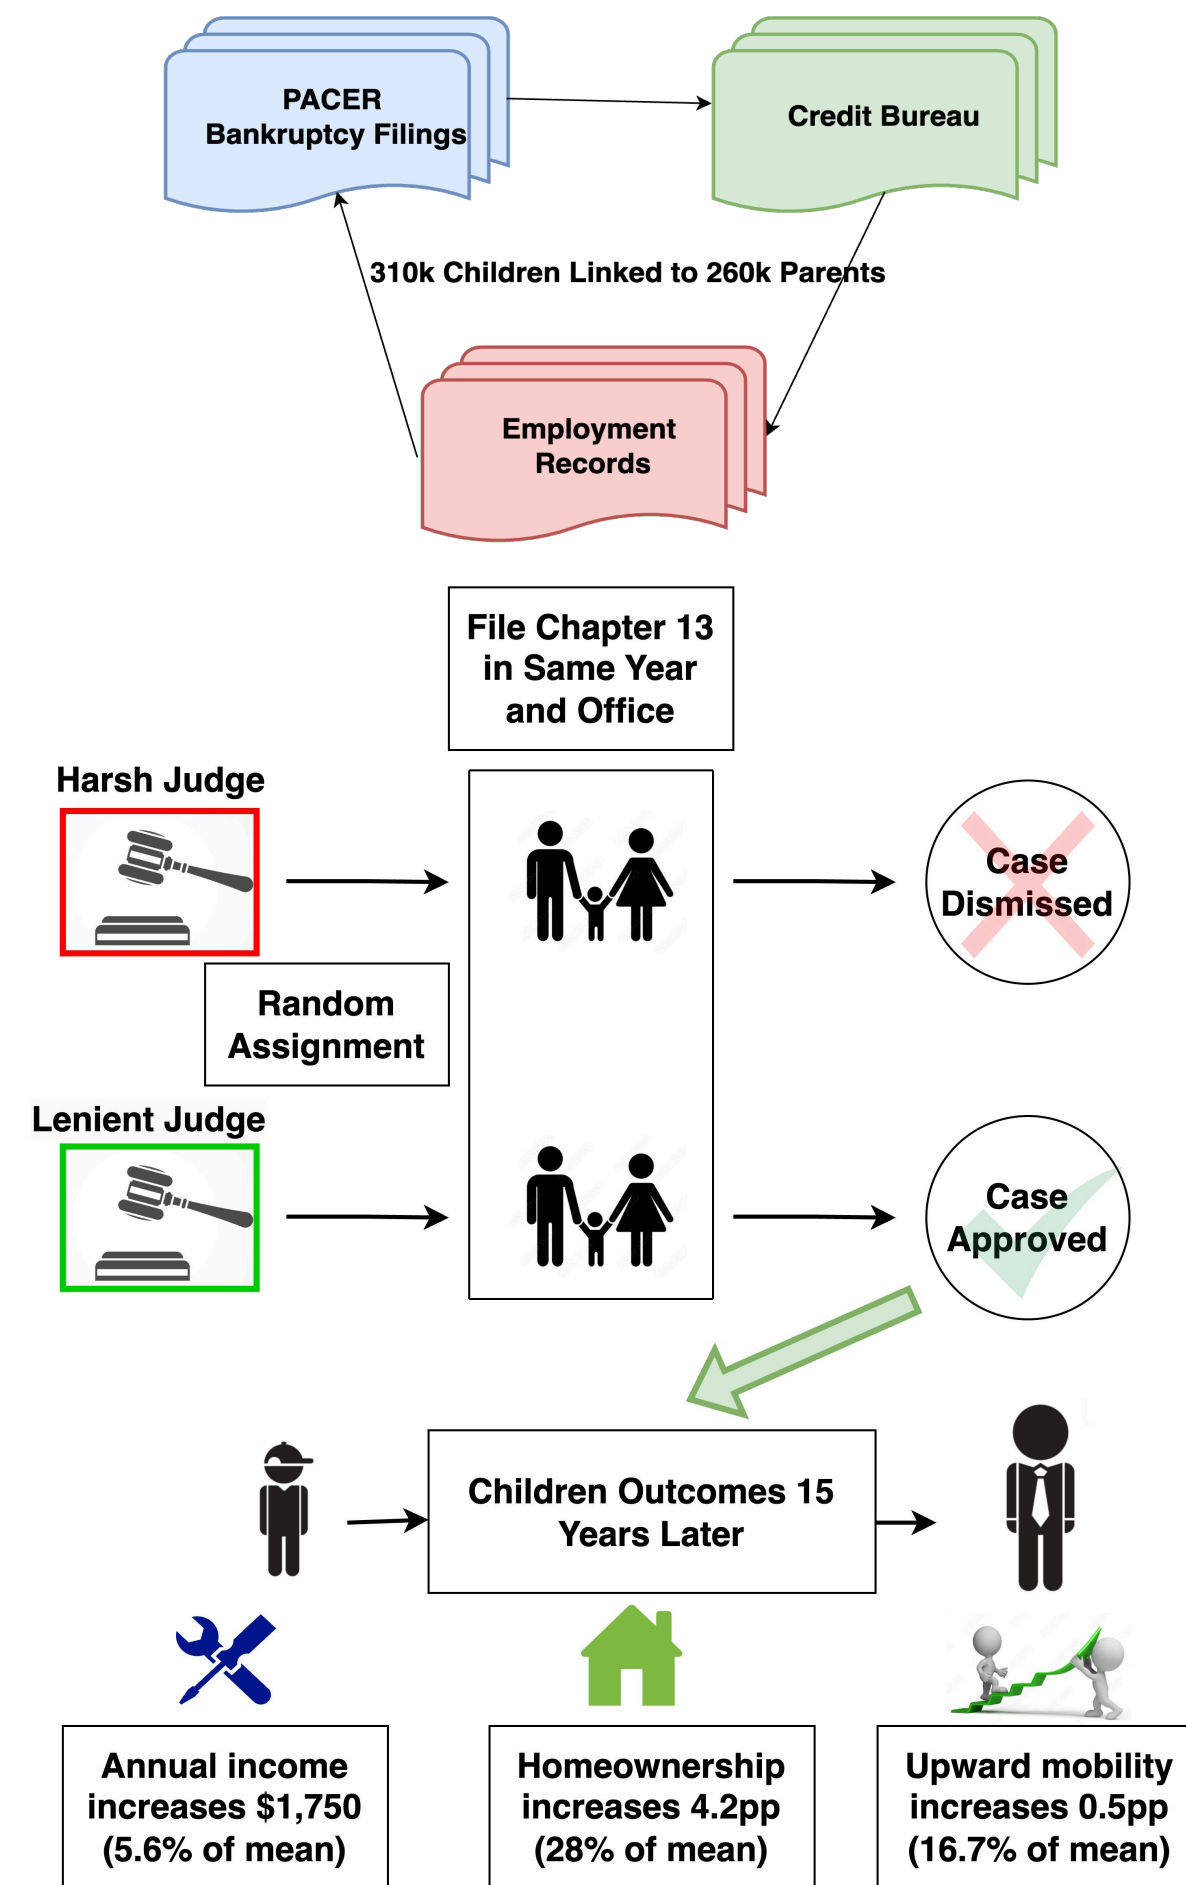 PACER
Bankruptcy Filings
Credit Bureau
310k Children Linked to 260k Parents
Employment
Records
File Chapter 13
in Same Year
and Office
Harsh Judge
Case
Dismissed
Random
Assignment
Lenient Judge
Case
Approved
Children Outcomes 15
Years Later
Annual income
increases $1,750
(5.6% of mean)
Homeownership
increases 4.2pp
(28% of mean)
Upward mobility
increases 0.5pp
(16.7% of mean)